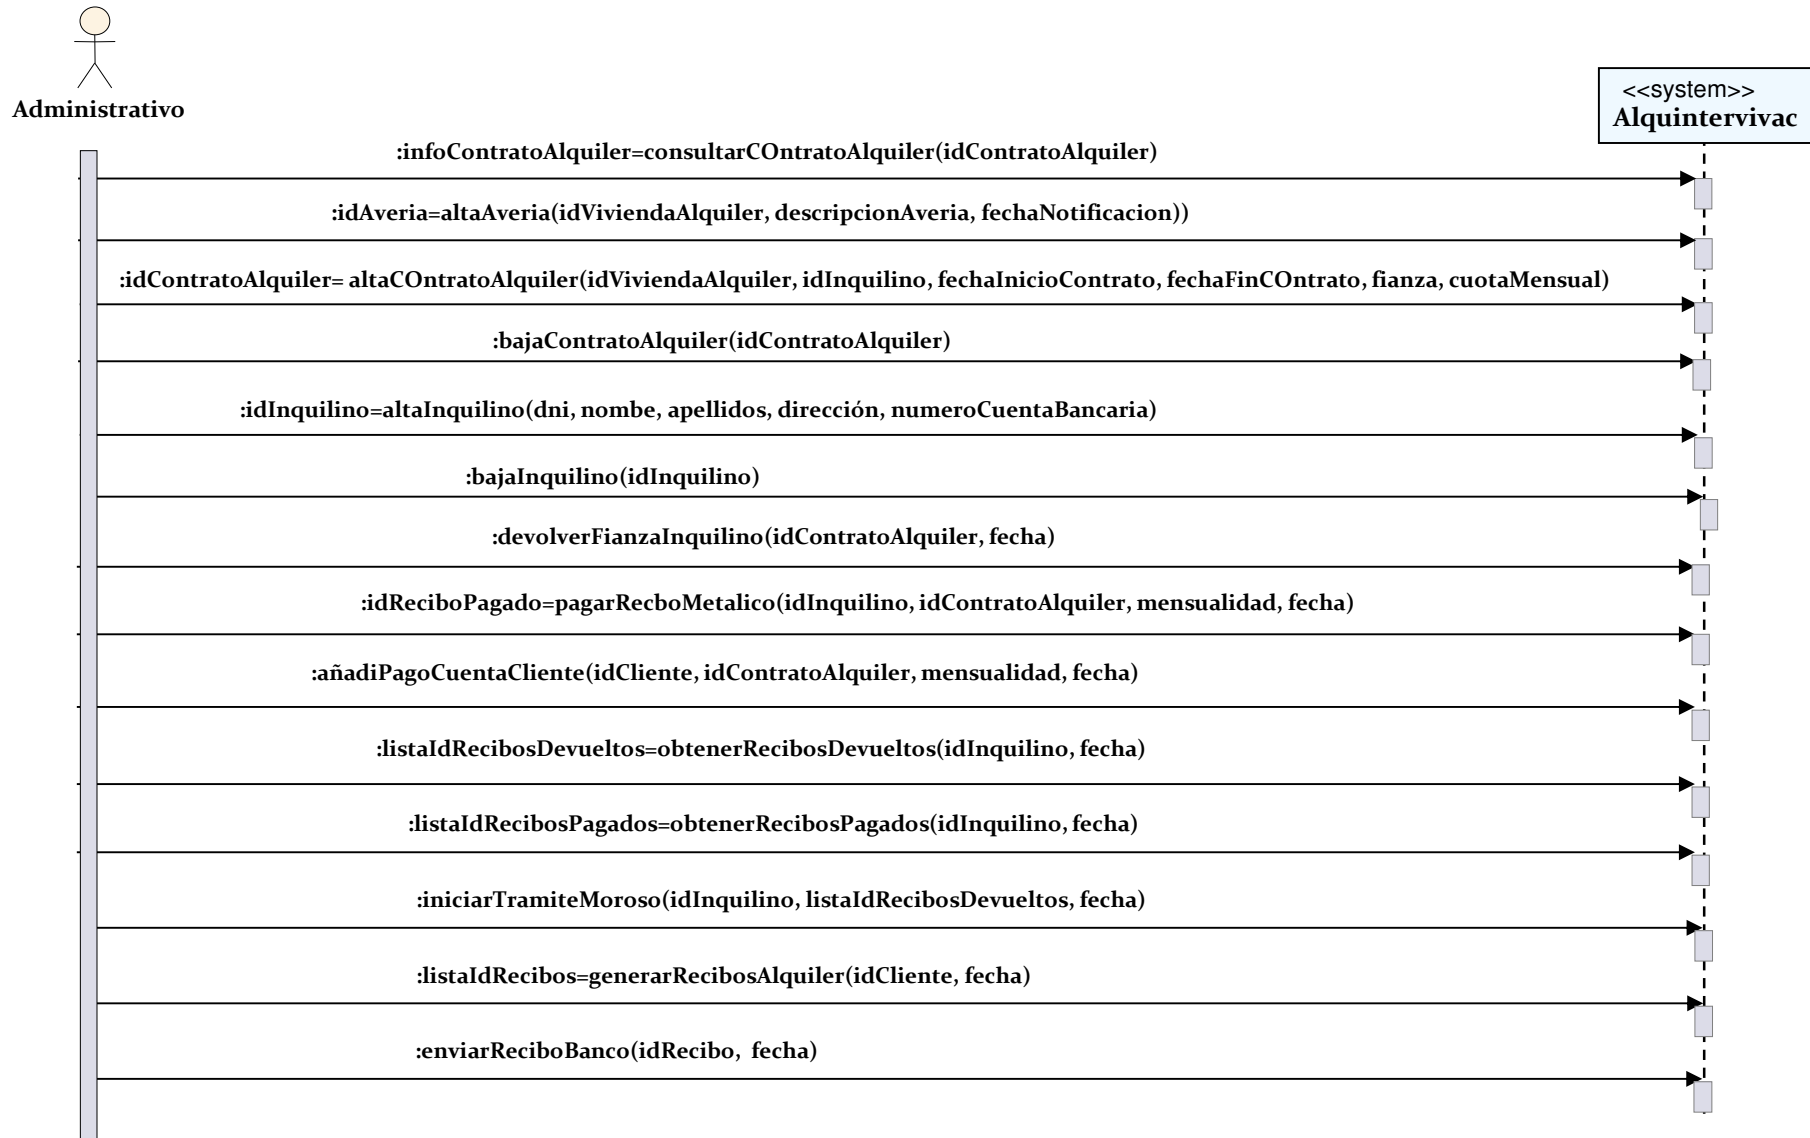 Administrativo
<<system>>
Alquintervivac
:infoContratoAlquiler=consultarCOntratoAlquiler(idContratoAlquiler)
:idAveria=altaAveria(idViviendaAlquiler, descripcionAveria, fechaNotificacion))
:idContratoAlquiler= altaCOntratoAlquiler(idViviendaAlquiler, idInquilino, fechaInicioContrato, fechaFinCOntrato, fianza, cuotaMensual)
:bajaContratoAlquiler(idContratoAlquiler)
:idInquilino=altaInquilino(dni, nombe, apellidos, dirección, numeroCuentaBancaria)
:bajaInquilino(idInquilino)
:devolverFianzaInquilino(idContratoAlquiler, fecha)
:idReciboPagado=pagarRecboMetalico(idInquilino, idContratoAlquiler, mensualidad, fecha)
:añadiPagoCuentaCliente(idCliente, idContratoAlquiler, mensualidad, fecha)
:listaIdRecibosDevueltos=obtenerRecibosDevueltos(idInquilino, fecha)
:listaIdRecibosPagados=obtenerRecibosPagados(idInquilino, fecha)
:iniciarTramiteMoroso(idInquilino, listaIdRecibosDevueltos, fecha)
:listaIdRecibos=generarRecibosAlquiler(idCliente, fecha)
:enviarReciboBanco(idRecibo,  fecha)